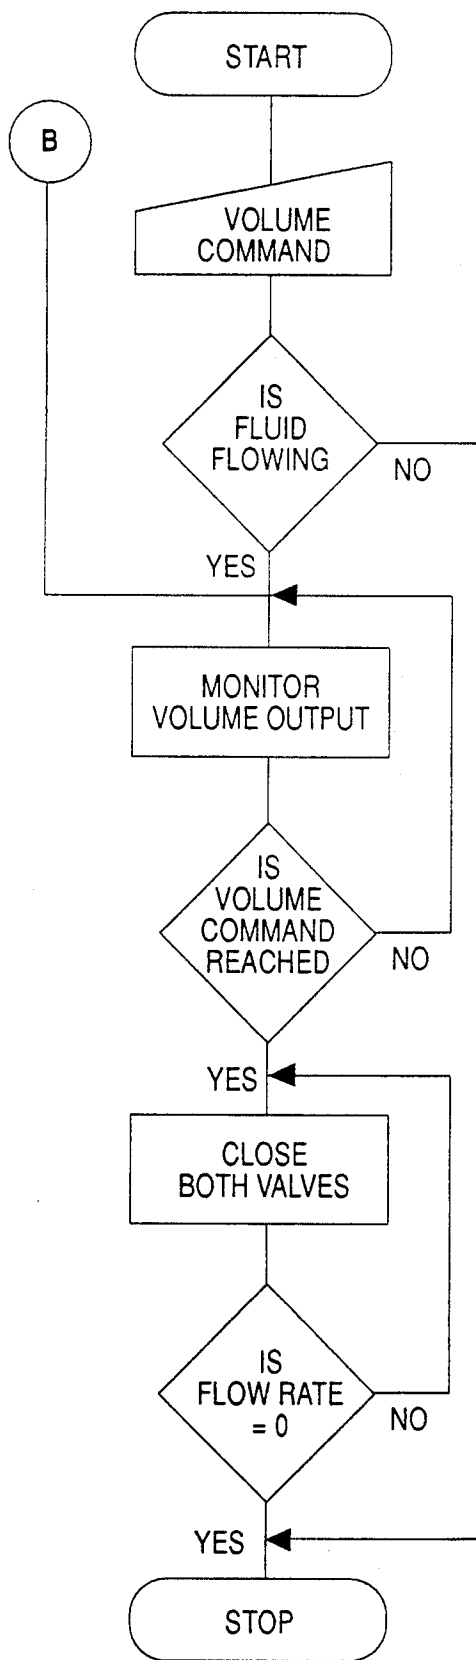 START
B
VOLUME
COMMAND
IS
FLUID
FLOWING
NO
YES
MONITOR
VOLUME OUTPUT
IS
VOLUME
COMMAND
REACHED
NO
YES
CLOSE
BOTH VALVES
IS
FLOW RATE
= 0
NO
YES
STOP